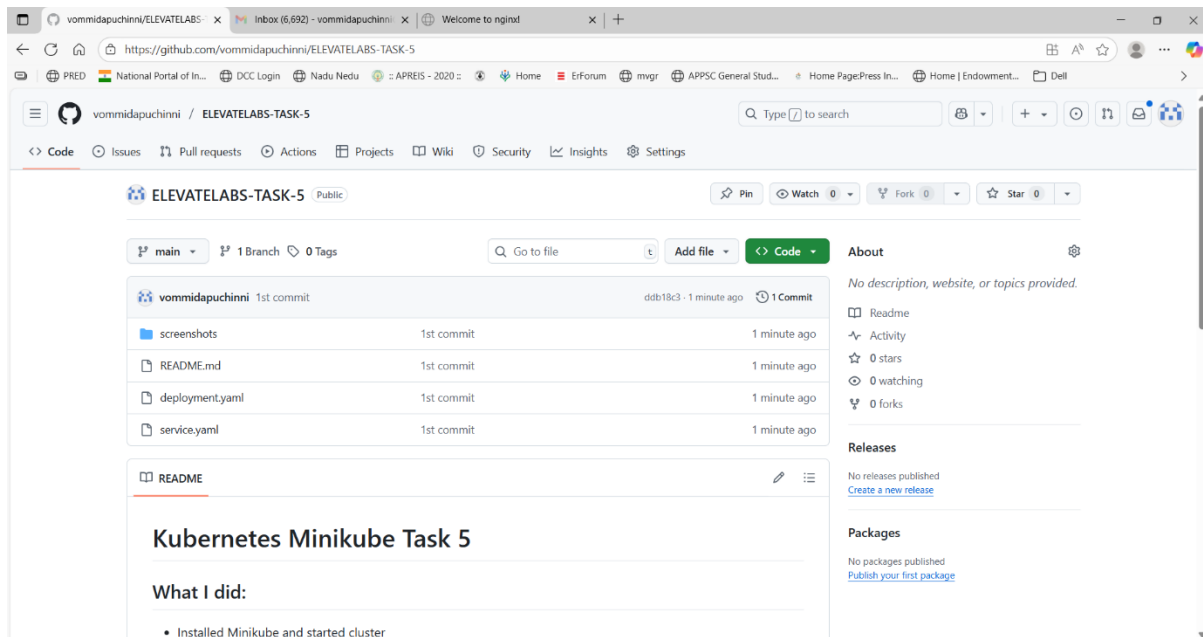 vommidapuchinni/ELEVATELABS-
Inbox (6,692) - vommidapuchinni
Welcome to nginx!
https://github.com/vommidapuchinni/ELEVATELABS-TASK-5
PRED National Portal of In... DCC Login Nadu Nedu :: APREIS - 2020 :: Home ErForum mvgr APPSC General Stud... Home Page:Press In... Home | Endowment... Dell
vommidapuchinni / ELEVATELABS-TASK-5 Type / to search
Code Issues Pull requests Actions Projects Wiki Security Insights Settings
ELEVATELABS-TASK-5 Public Pin Watch 0 Fork 0 Star 0
main 1 Branch 0 Tags Go to file t Add file Code
vommidapuchinni 1st commit ddb18c3 · 1 minute ago 1 Commit
screenshots 1st commit 1 minute ago
README.md 1st commit 1 minute ago
deployment.yaml 1st commit 1 minute ago
service.yaml 1st commit 1 minute ago
README
Kubernetes Minikube Task 5
What I did:
• Installed Minikube and started cluster
About
No description, website, or topics provided.
Readme
Activity
0 stars
0 watching
0 forks
Releases
No releases published
Create a new release
Packages
No packages published
Publish your first package